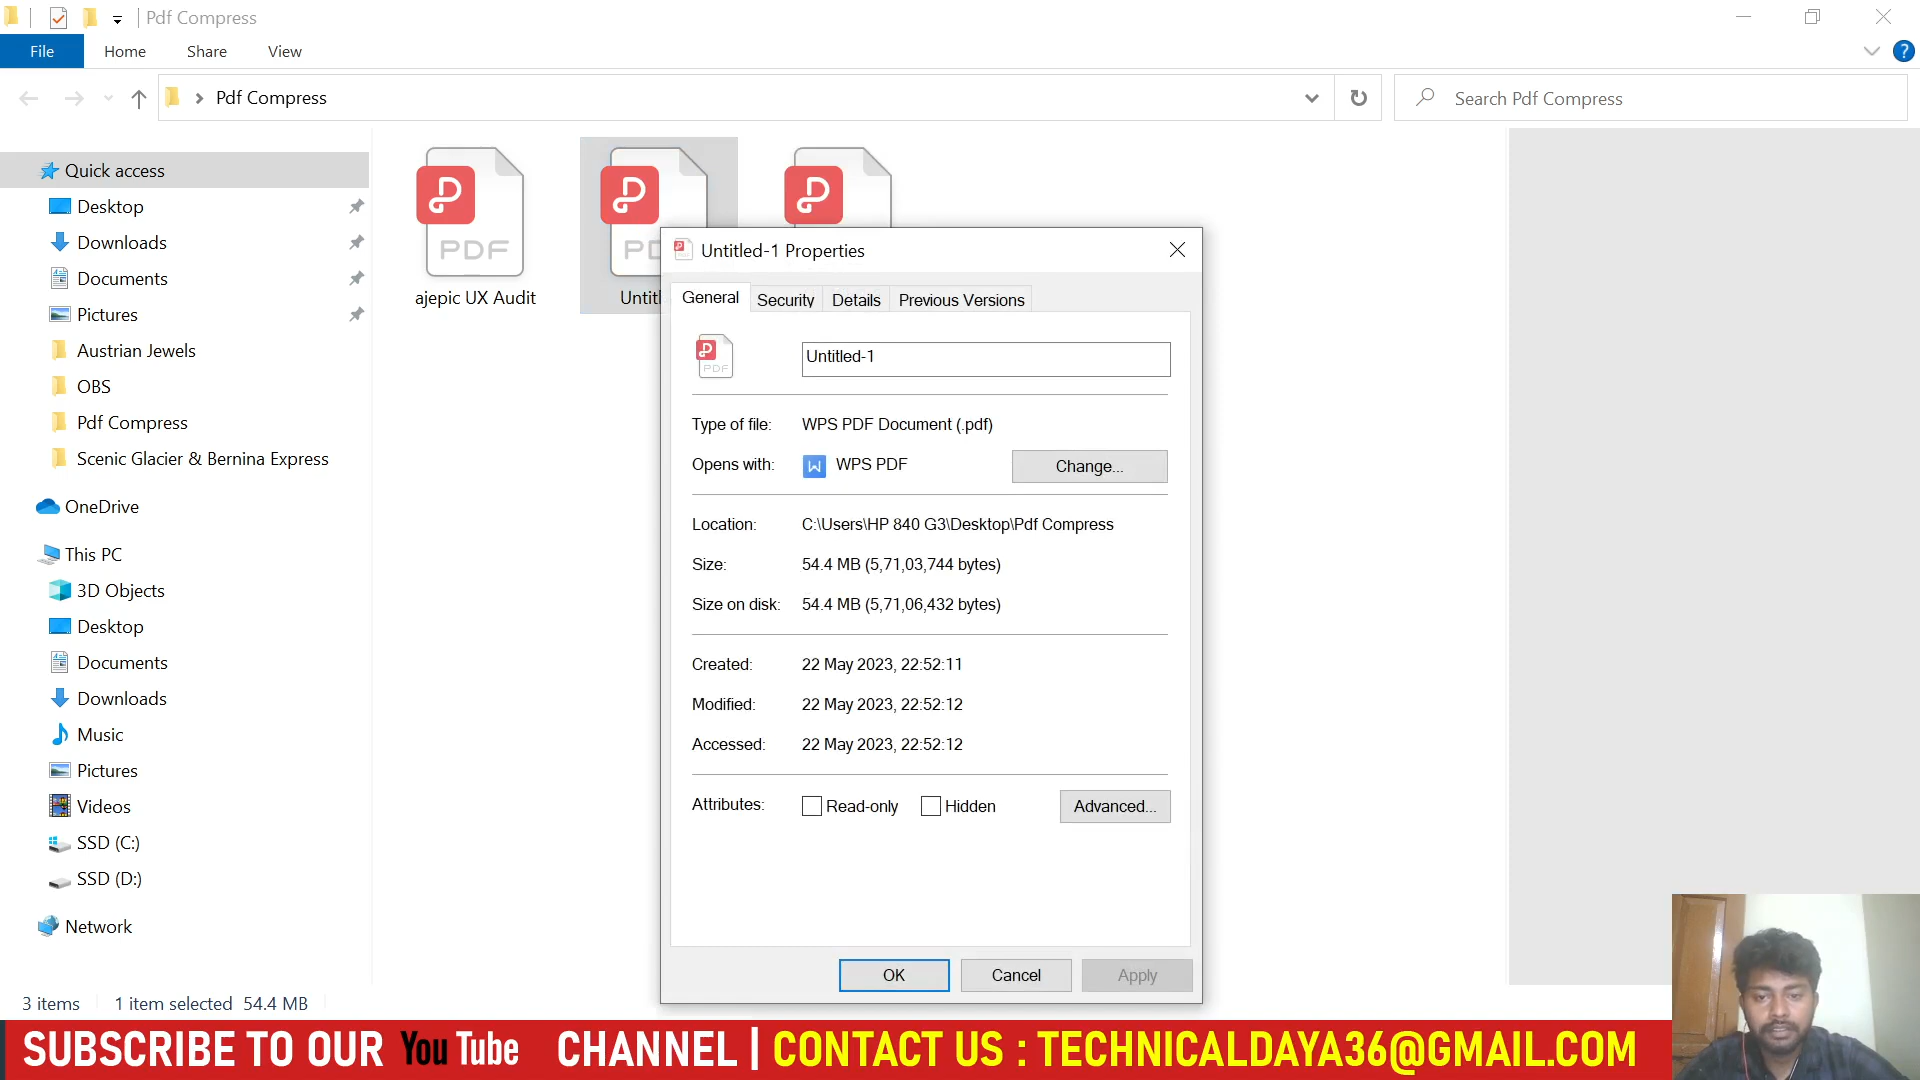 Pdf Compress
File Home Share View
?
Pdf Compress
Search Pdf Compress
Quick access
Desktop
Downloads
Documents
Pictures
Austrian Jewels
OBS
Pdf Compress
Scenic Glacier & Bernina Express
OneDrive
This PC
3D Objects
Desktop
Documents
Downloads
Music
Pictures
Videos
SSD (C:)
SSD (D:)
Network
PDF
ajepic UX Audit
Untitled-1 Properties
General Security Details Previous Versions
PDF
Untitled-1
Type of file: WPS PDF Document (.pdf)
Opens with: WPS PDF Change...
Location: C:\Users\HP 840 G3\Desktop\Pdf Compress
Size: 54.4 MB (5,71,03,744 bytes)
Size on disk: 54.4 MB (5,71,06,432 bytes)
Created: 22 May 2023, 22:52:11
Modified: 22 May 2023, 22:52:12
Accessed: 22 May 2023, 22:52:12
Attributes: Read-only Hidden Advanced...
OK Cancel Apply
3 items 1 item selected 54.4 MB
SUBSCRIBE TO OUR YouTube CHANNEL | CONTACT US : TECHNICALDAYA36@GMAIL.COM